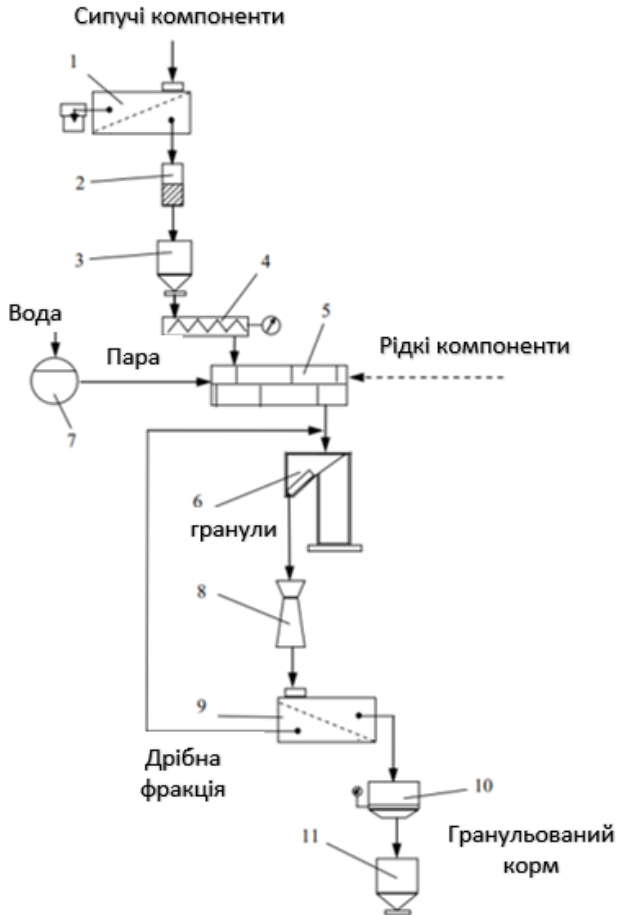 Сипучі компоненти
1
2
3
4
Вода
Пара
5
Рідкі компоненти
7
6
гранули
8
9
Дрібна
фракція
10
Гранульований
корм
11